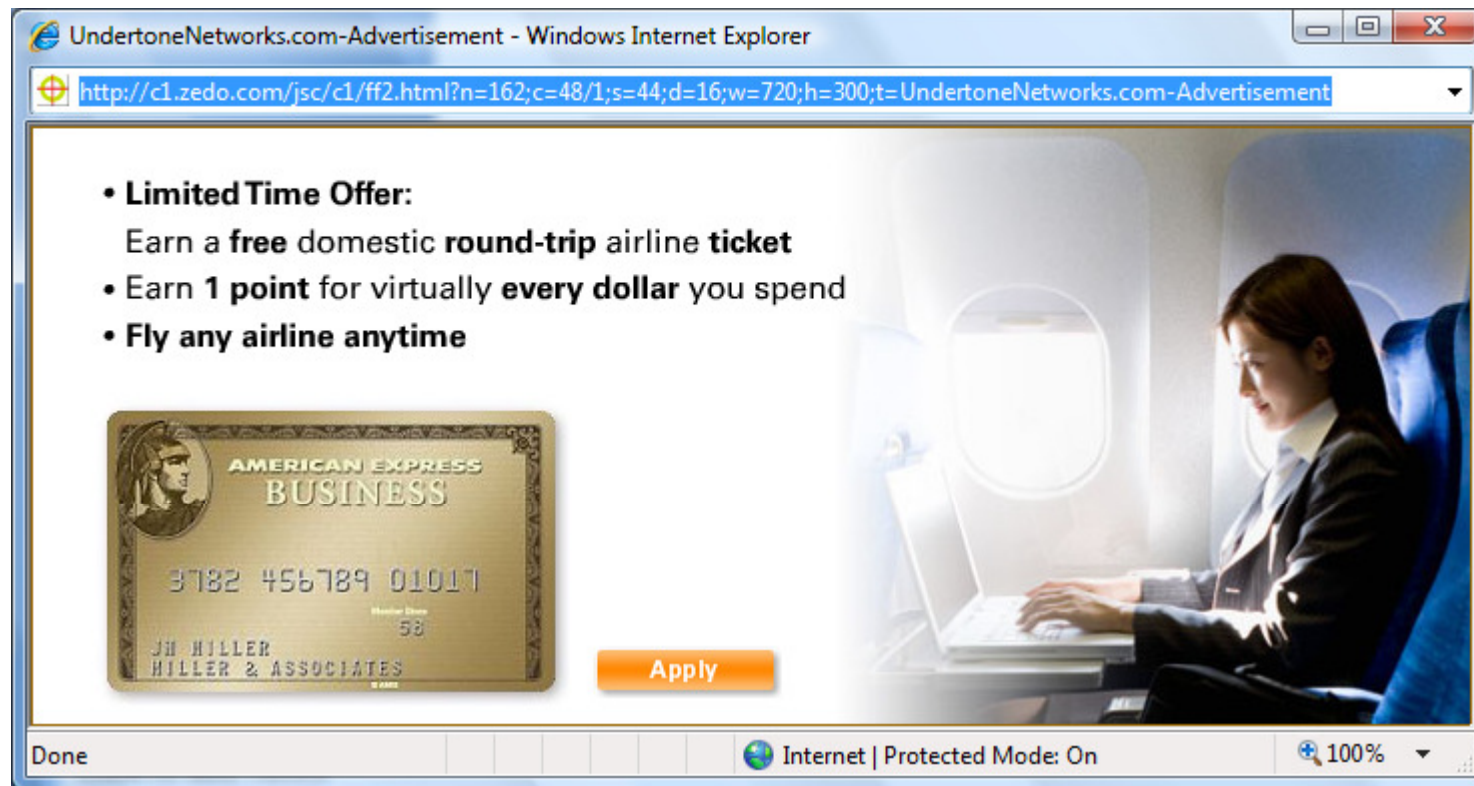 UndertoneNetworks.com-Advertisement - Windows Internet Explorer
http://c1.zedo.com/jsc/c1/ff2.html?n=162;c=48/1;s=44;d=16;w=720;h=300;t=UndertoneNetworks.com-Advertisement
• Limited Time Offer:
Earn a free domestic round-trip airline ticket
• Earn 1 point for virtually every dollar you spend
• Fly any airline anytime
AMERICAN EXPRESS
BUSINESS
3782 456789 01017
Member Since
58
JH MILLER
MILLER & ASSOCIATES
Apply
Done
Internet | Protected Mode: On
100%